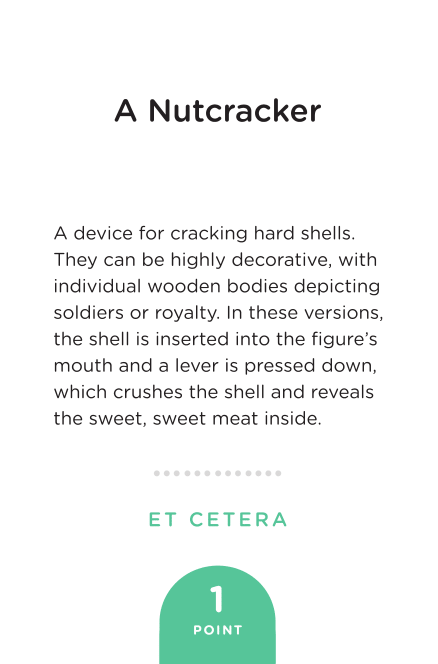 A Nutcracker
A device for cracking hard shells.
They can be highly decorative, with
individual wooden bodies depicting
soldiers or royalty. In these versions,
the shell is inserted into the figure’s
mouth and a lever is pressed down,
which crushes the shell and reveals
the sweet, sweet meat inside.
ET CETERA
1
POINT